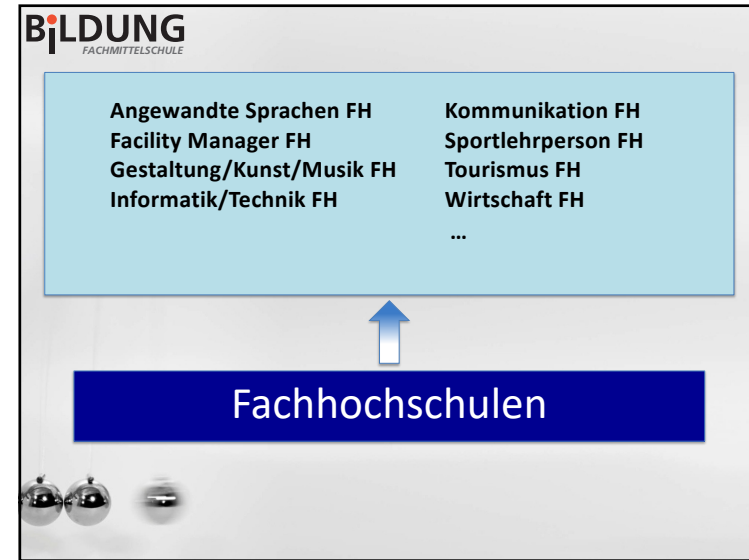 BiLDUNG
FACHMITTELSCHULE
Angewandte Sprachen FH
Facility Manager FH
Gestaltung/Kunst/Musik FH
Informatik/Technik FH
Kommunikation FH
Sportlehrperson FH
Tourismus FH
Wirtschaft FH
...
Fachhochschulen